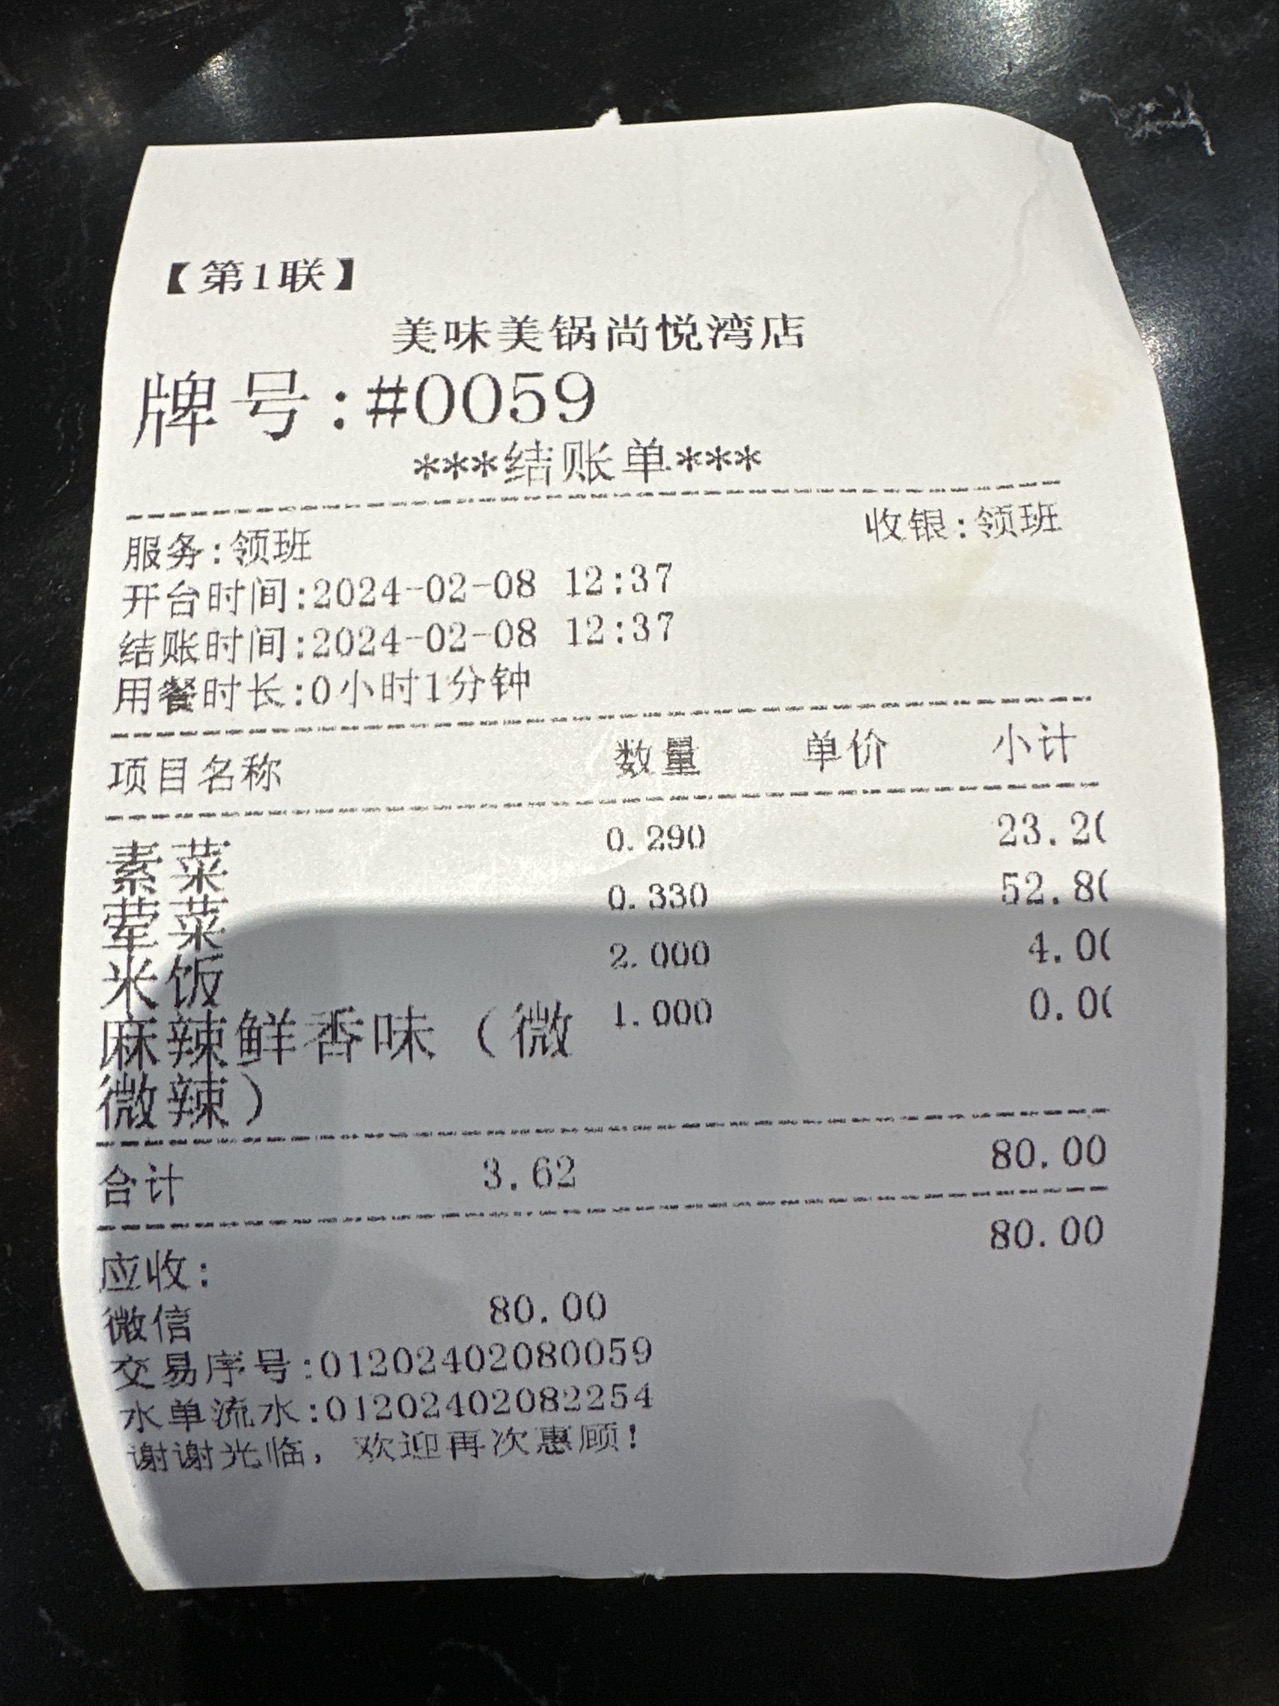 【第1联】
美味美锅尚悦湾店
牌号:#0059
***结账单***
服务:领班 收银:领班
开台时间:2024-02-08 12:37
结账时间:2024-02-08 12:37
用餐时长:0小时1分钟
项目名称 数量 单价 小计
素菜 0.290 23.20
荤菜 0.330 52.80
米饭 2.000 4.00
麻辣鲜香味（微 1.000 0.00
微辣）
合计 3.62 80.00
80.00
应收:
微信 80.00
交易序号:01202402080059
水单流水:01202402082254
谢谢光临, 欢迎再次惠顾!